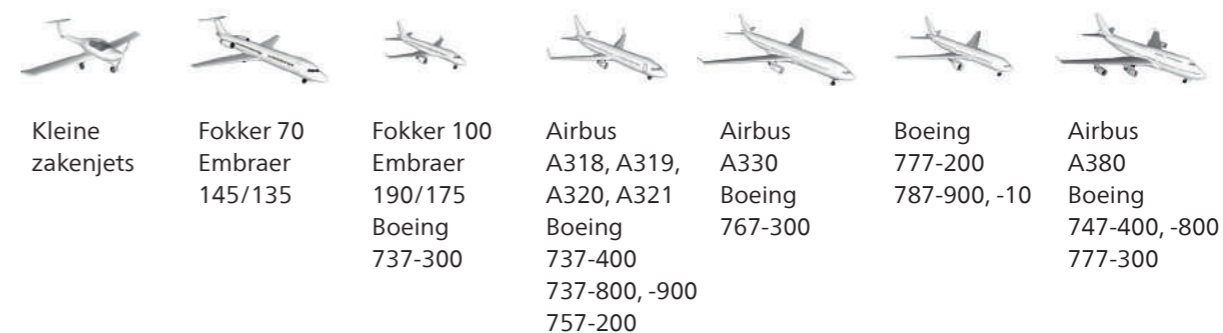 Kleine
zakenjets
Fokker 70
Embraer
145/135
Fokker 100
Embraer
190/175
Boeing
737-300
Airbus
A318, A319,
A320, A321
Boeing
737-400
737-800, -900
757-200
Airbus
A330
Boeing
767-300
Boeing
777-200
787-900, -10
Airbus
A380
Boeing
747-400, -800
777-300